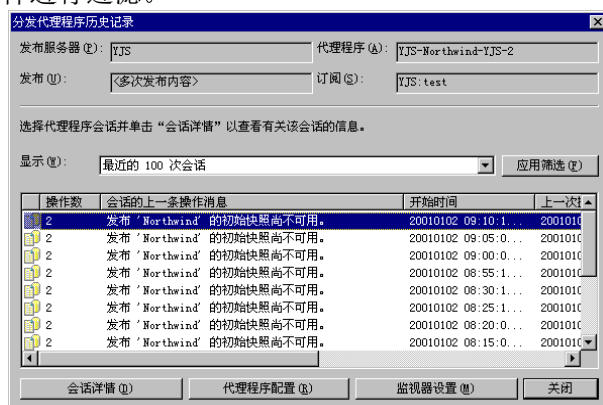 分发代理程序历史记录
发布服务器(P): YJS 代理程序(A): YJS-Northwind-YJS-2
发布(U): <多次发布内容> 订阅(S): YJS:test
选择代理程序会话并单击“会话详情”以查看有关该会话的信息。
显示(W): 最近的 100 次会话 应用筛选(F)
操作数 会话的上一条操作消息 开始时间 上一次
2 发布 'Northwind' 的初始快照尚不可用。 20010102 09:10:1... 2001010
2 发布 'Northwind' 的初始快照尚不可用。 20010102 09:05:0... 2001010
2 发布 'Northwind' 的初始快照尚不可用。 20010102 09:00:0... 2001010
2 发布 'Northwind' 的初始快照尚不可用。 20010102 08:55:1... 2001010
2 发布 'Northwind' 的初始快照尚不可用。 20010102 08:30:1... 2001010
2 发布 'Northwind' 的初始快照尚不可用。 20010102 08:25:1... 2001010
2 发布 'Northwind' 的初始快照尚不可用。 20010102 08:20:0... 2001010
2 发布 'Northwind' 的初始快照尚不可用。 20010102 08:15:0... 2001010
会话详情(D) 代理程序配置(R) 监视器设置(M) 关闭